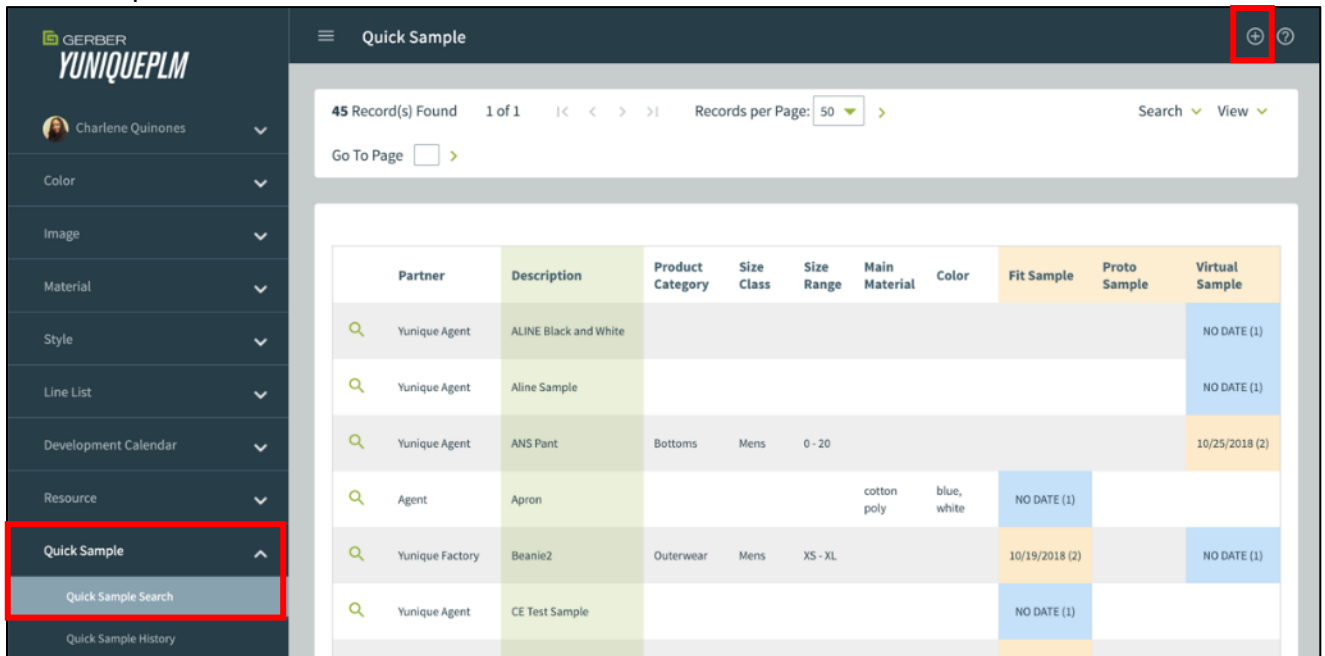 GERBER
YUNIQUEPLM
Charlene Quinones
Color
Image
Material
Style
Line List
Development Calendar
Resource
Quick Sample
Quick Sample Search
Quick Sample History
Quick Sample
45 Record(s) Found 1 of 1 Records per Page: 50 Search View
Go To Page
Partner Description Product Category Size Class Size Range Main Material Color Fit Sample Proto Sample Virtual Sample
Yunique Agent ALINE Black and White NO DATE (1)
Yunique Agent Aline Sample NO DATE (1)
Yunique Agent ANS Pant Bottoms Mens 0 - 20 10/25/2018 (2)
Agent Apron cotton poly blue, white NO DATE (1)
Yunique Factory Beanie2 Outerwear Mens XS - XL 10/19/2018 (2) NO DATE (1)
Yunique Agent CE Test Sample NO DATE (1)